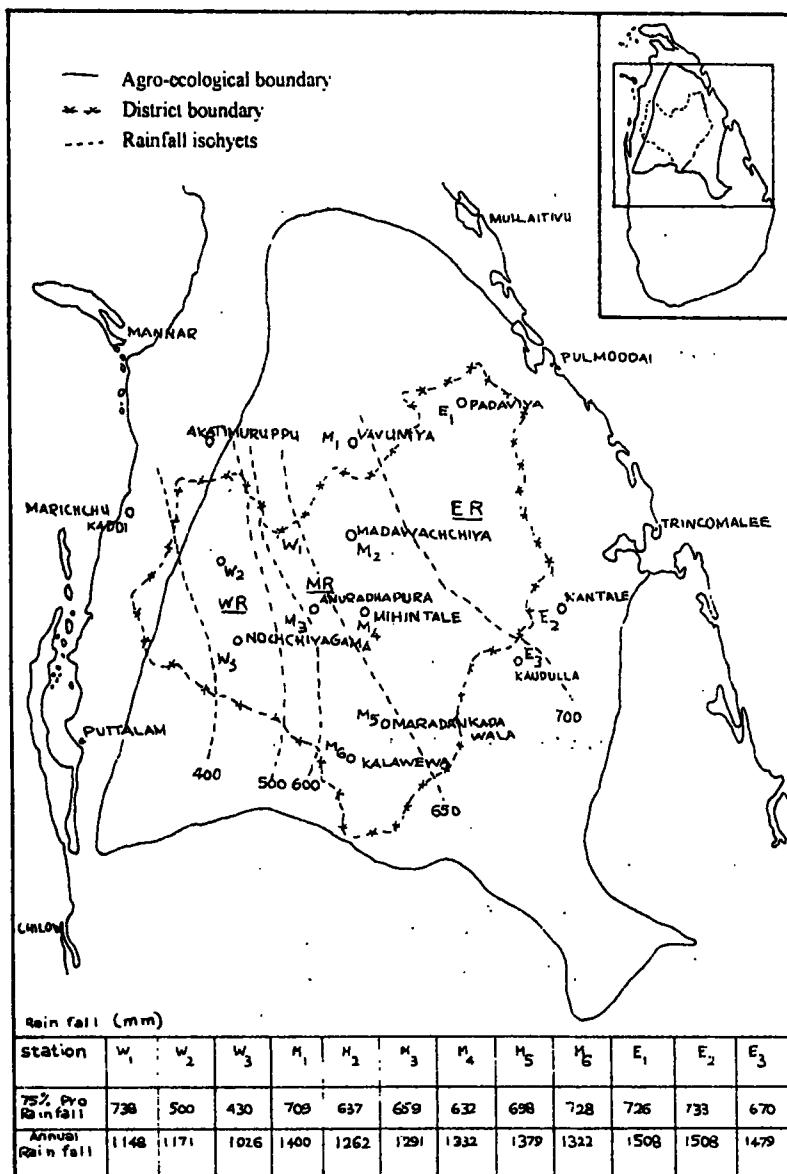 Agro-ecological boundary
District boundary
Rainfall isohyets
MULLAITIVU
MANNAR
PULMODDAI
E1 PADAVIYA
AKATIMURUPPU
M1 VAVUNIYA
MARICHCHU
KADDI
ER
TRINCOMALEE
MADAWACHCHIYA
M2
W1
W2
WR
MR
ANURADHAPURA
M3
MIHINTALE
M4
KANTALE
E2
NOCHCHIYAGAMA
W3
E3
KAUDULLA
700
PUTTALAM
M5 MARADANKADA
WALA
M6 KALAWEWA
400
500
600
650
CHILOW
Rain fall (mm)
station W1 W2 W3 M1 M2 M3 M4 M5 M6 E1 E2 E3
75% Pro
Rainfall 738 500 430 709 637 659 632 698 728 726 733 670
Annual
Rain fall 1148 1171 1026 1400 1262 1291 1332 1379 1322 1508 1508 1479